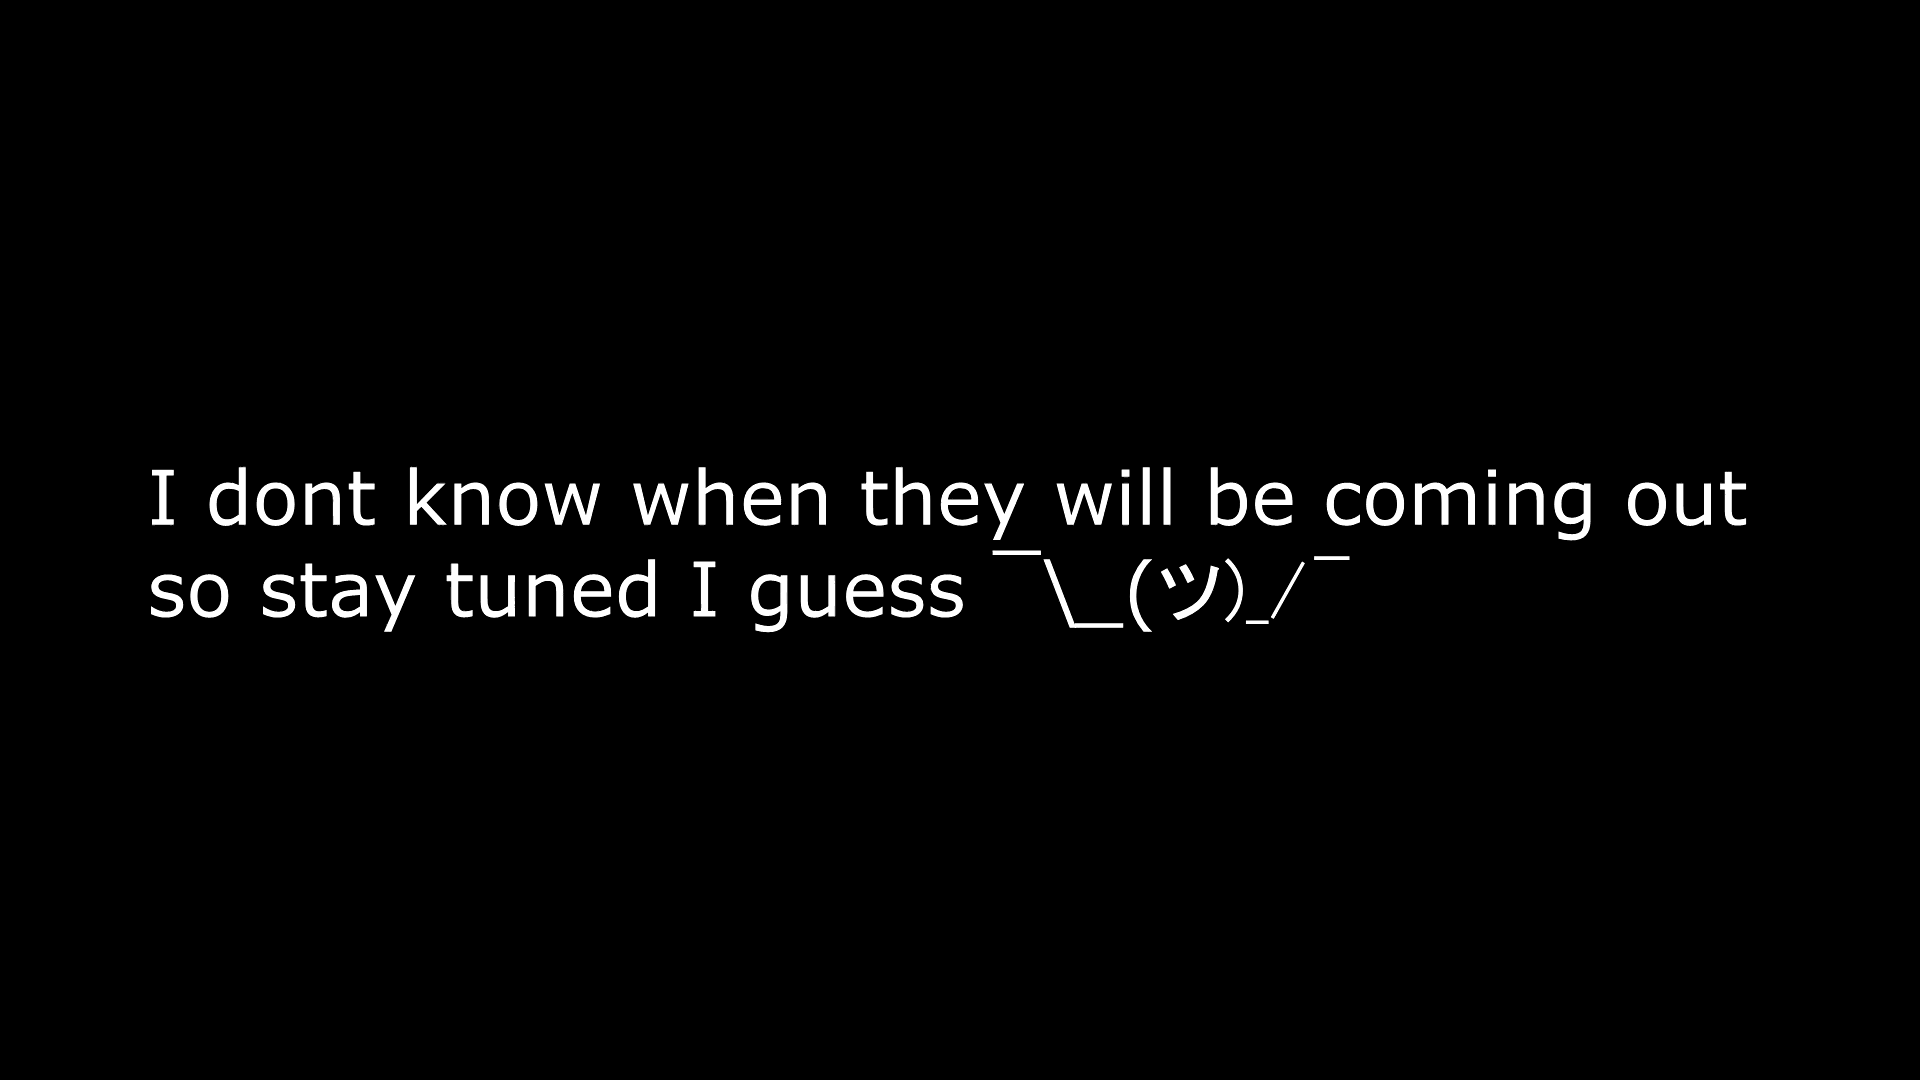 I dont know when they will be coming out
so stay tuned I guess ¯\_(ツ)_/¯